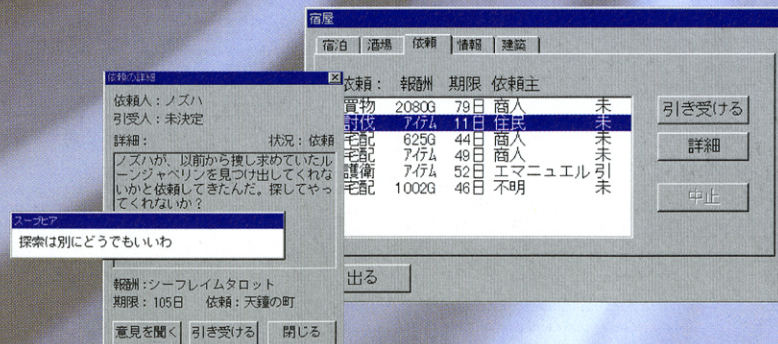 宿屋
宿泊 酒場 依頼 情報 建築
依頼: 報酬 期限 依頼主
買物 2080G 79日 商人 未
討伐 アイテム 11日 住民 未
宅配 625G 44日 商人 未
宅配 アイテム 49日 商人 未
護衛 アイテム 52日 エマニュエル 引
宅配 1002G 46日 不明 未
引き受ける
詳細
中止
出る
依頼の詳細
依頼人:ノズハ
引受人:未決定
詳細: 状況:依頼
ノズハが、以前から捜し求めていたル
ーンジャベリンを見つけ出してくれな
いかと依頼してきたんだ。探してやっ
てくれないか?
スープヒア
探索は別にどうでもいいわ
報酬:シーフレイムタロット
期限:105日 依頼:天鐘の町
意見を聞く 引き受ける 閉じる